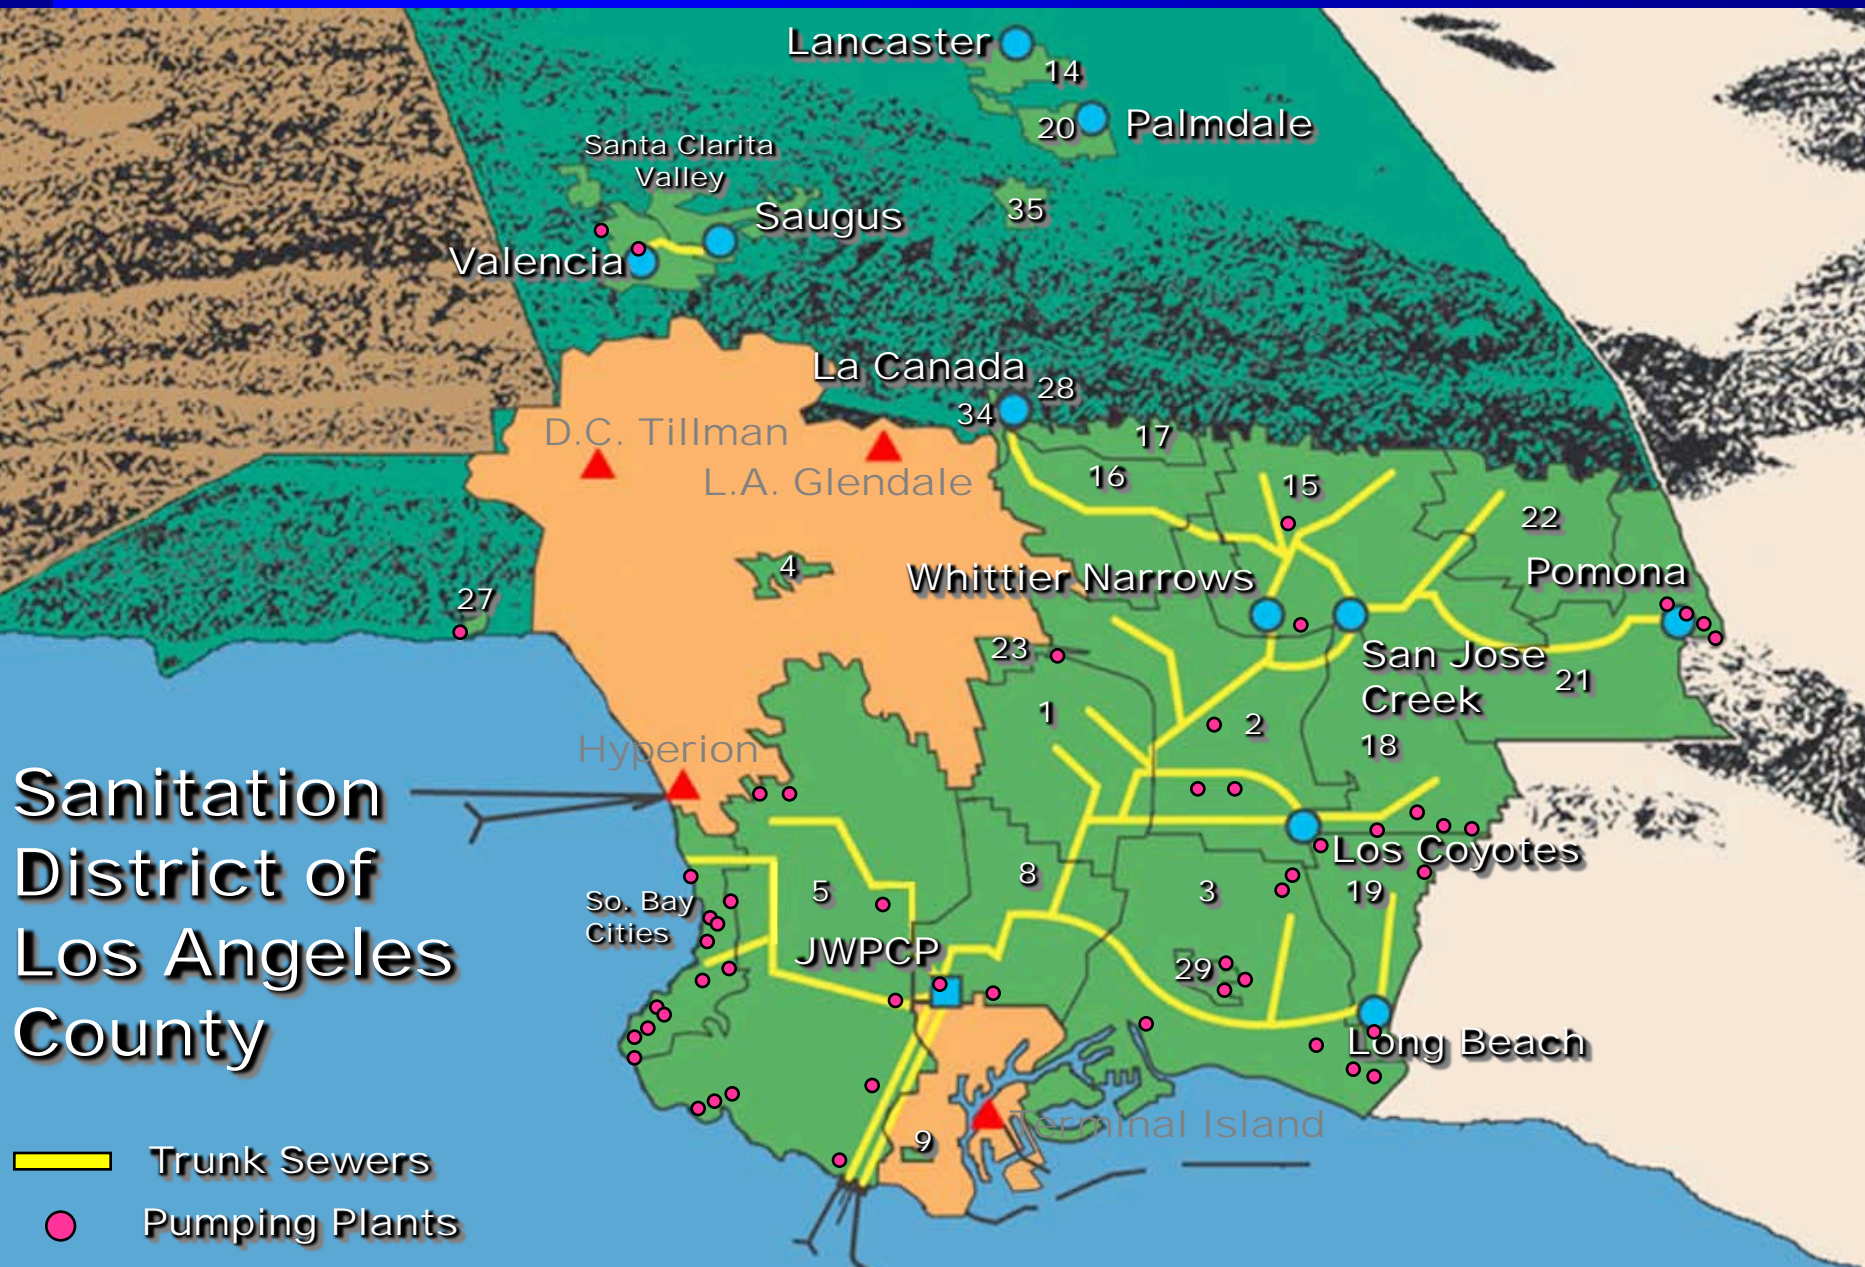 Lancaster
14
20
Palmdale
Santa Clarita
Valley
35
Saugus
Valencia
La Canada
28
34
D.C. Tillman
17
L.A. Glendale
16
15
22
4
Whittier Narrows
Pomona
27
23
San Jose
Creek
21
1
2
18
Hyperion
Sanitation
District of
Los Angeles
County
Los Coyotes
8
5
3
19
So. Bay
Cities
JWPCP
29
Long Beach
Terminal Island
9
Trunk Sewers
Pumping Plants